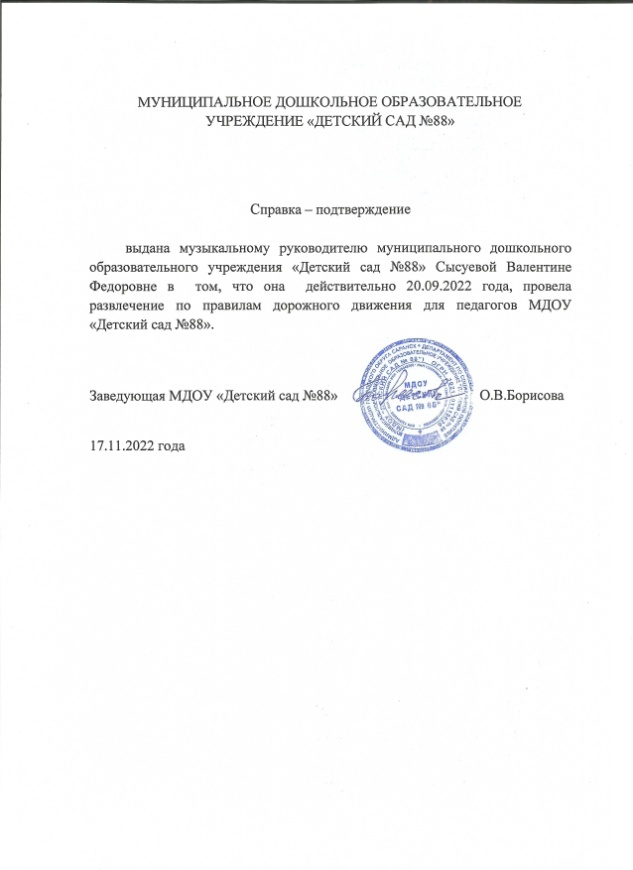 МУНИЦИПАЛЬНОЕ ДОШКОЛЬНОЕ ОБРАЗОВАТЕЛЬНОЕ
УЧРЕЖДЕНИЕ «ДЕТСКИЙ САД №88»
Справка – подтверждение
выдана музыкальному руководителю муниципального дошкольного
образовательного учреждения «Детский сад №88» Сысуевой Валентине
Федоровне в том, что она действительно 20.09.2022 года, провела
развлечение по правилам дорожного движения для педагогов МДОУ
«Детский сад №88».
Заведующая МДОУ «Детский сад №88» О.В.Борисова
МДОУ
"ДЕТСКИЙ
САД № 88"
17.11.2022 года